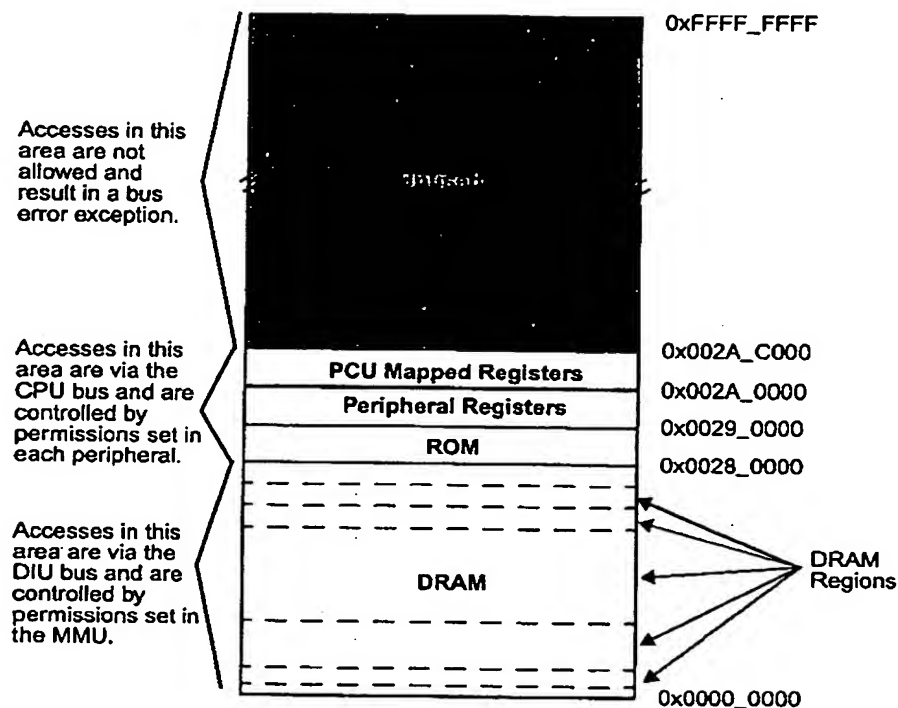 0xFFFF_FFFF
Accesses in this
area are not
allowed and
result in a bus
error exception.
Accesses in this
area are via the
CPU bus and are
controlled by
permissions set in
each peripheral.
0x002A_C000
PCU Mapped Registers
0x002A_0000
Peripheral Registers
0x0029_0000
ROM
0x0028_0000
Accesses in this
area are via the
DIU bus and are
controlled by
permissions set in
the MMU.
DRAM
DRAM
Regions
0x0000_0000